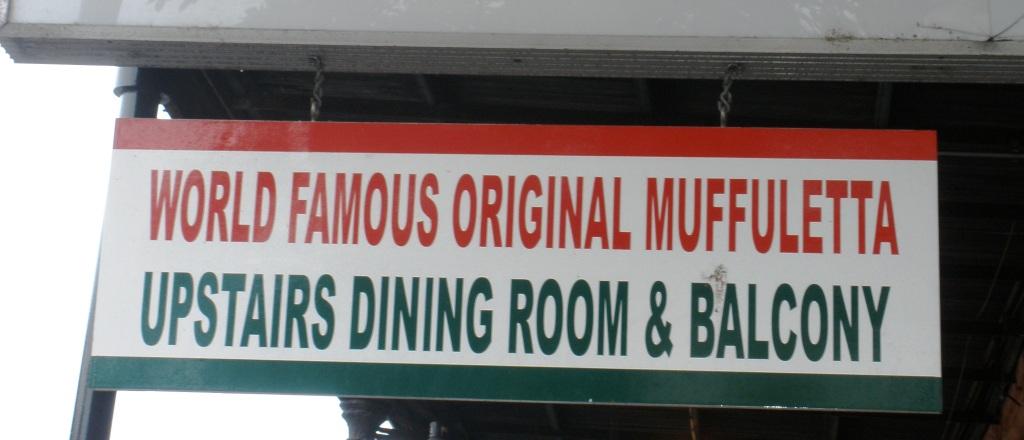 WORLD FAMOUS ORIGINAL MUFFULETTA
UPSTAIRS DINING ROOM & BALCONY